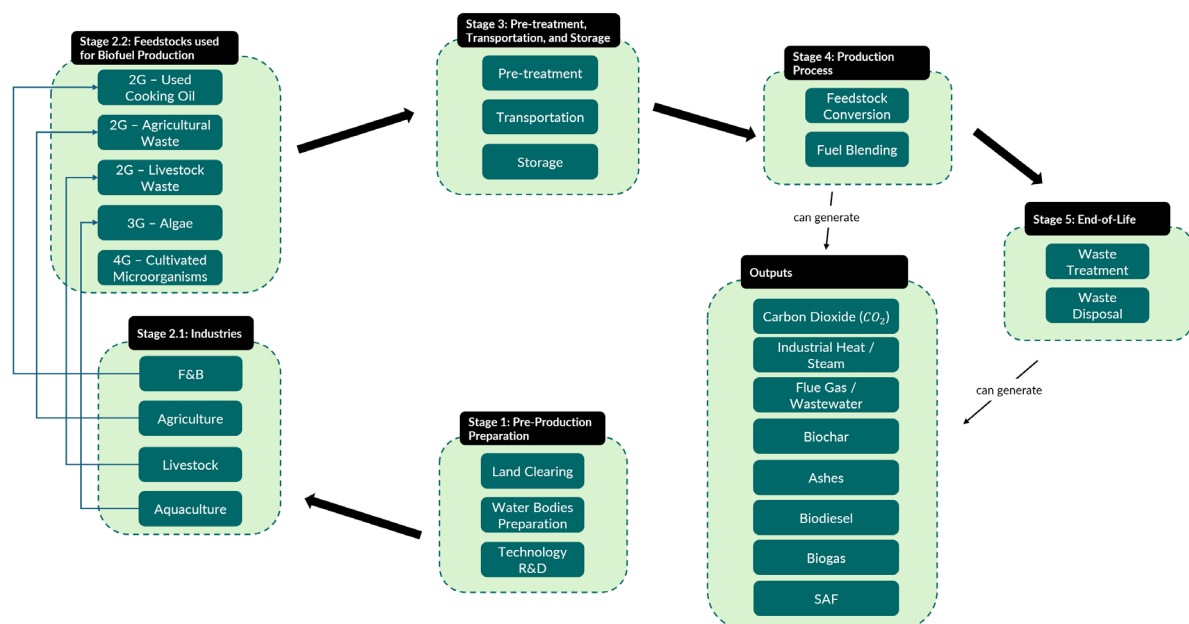 Stage 2.2: Feedstocks used
for Biofuel Production
2G – Used
Cooking Oil
2G – Agricultural
Waste
2G – Livestock
Waste
3G – Algae
4G – Cultivated
Microorganisms
Stage 2.1: Industries
F&B
Agriculture
Livestock
Aquaculture
Stage 1: Pre-Production
Preparation
Land Clearing
Water Bodies
Preparation
Technology
R&D
Stage 3: Pre-treatment,
Transportation, and Storage
Pre-treatment
Transportation
Storage
Stage 4: Production
Process
Feedstock
Conversion
Fuel Blending
can generate
Outputs
Carbon Dioxide (𝐶𝑂₂)
Industrial Heat /
Steam
Flue Gas /
Wastewater
Biochar
Ashes
Biodiesel
Biogas
SAF
Stage 5: End-of-Life
Waste
Treatment
Waste
Disposal
can generate